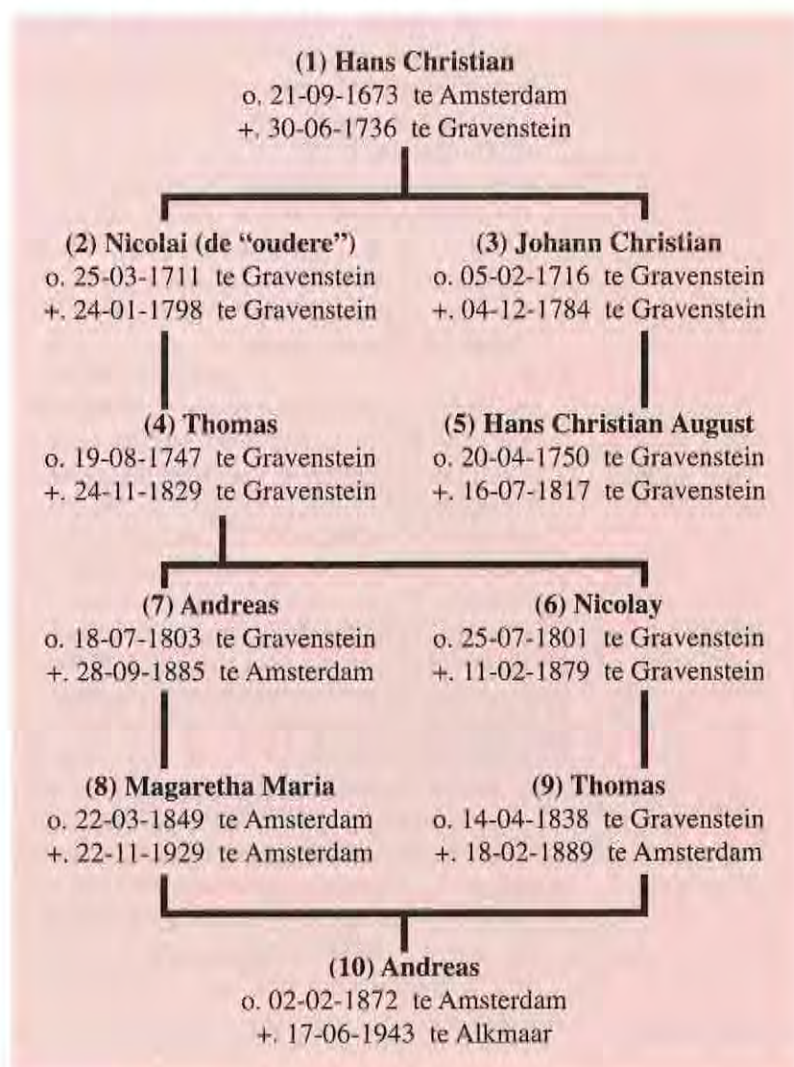 (1) Hans Christian
o. 21-09-1673 te Amsterdam
+. 30-06-1736 te Gravenstein
(2) Nicolai (de “oudere”)
o. 25-03-1711 te Gravenstein
+. 24-01-1798 te Gravenstein
(3) Johann Christian
o. 05-02-1716 te Gravenstein
+. 04-12-1784 te Gravenstein
(4) Thomas
o. 19-08-1747 te Gravenstein
+. 24-11-1829 te Gravenstein
(5) Hans Christian August
o. 20-04-1750 te Gravenstein
+. 16-07-1817 te Gravenstein
(7) Andreas
o. 18-07-1803 te Gravenstein
+. 28-09-1885 te Amsterdam
(6) Nicolay
o. 25-07-1801 te Gravenstein
+. 11-02-1879 te Gravenstein
(8) Magaretha Maria
o. 22-03-1849 te Amsterdam
+. 22-11-1929 te Amsterdam
(9) Thomas
o. 14-04-1838 te Gravenstein
+. 18-02-1889 te Amsterdam
(10) Andreas
o. 02-02-1872 te Amsterdam
+. 17-06-1943 te Alkmaar